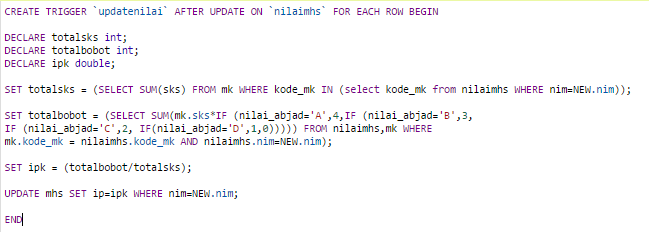 CREATE TRIGGER `updatenilai` AFTER UPDATE ON `nilaimhs` FOR EACH ROW BEGIN
DECLARE totalsks int;
DECLARE totalbobot int;
DECLARE ipk double;
SET totalsks = (SELECT SUM(sks) FROM mk WHERE kode_mk IN (select kode_mk from nilaimhs WHERE nim=NEW.nim));
SET totalbobot = (SELECT SUM(mk.sks*IF (nilai_abjad='A',4,IF (nilai_abjad='B',3,
IF (nilai_abjad='C',2, IF(nilai_abjad='D',1,0))))) FROM nilaimhs,mk WHERE
mk.kode_mk = nilaimhs.kode_mk AND nilaimhs.nim=NEW.nim);
SET ipk = (totalbobot/totalsks);
UPDATE mhs SET ip=ipk WHERE nim=NEW.nim;
END